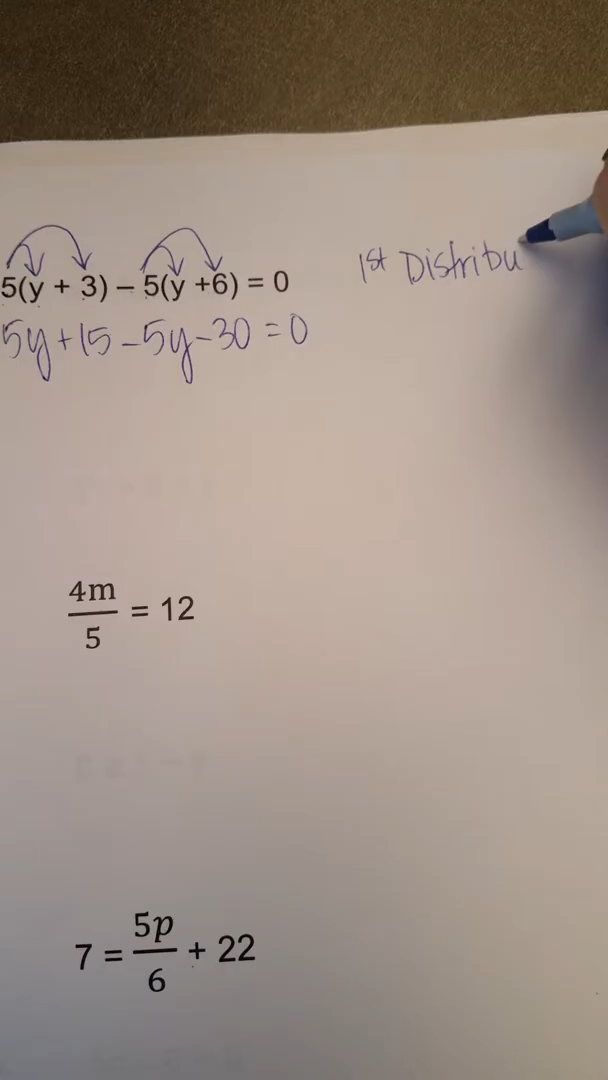 5(y + 3) – 5(y +6) = 0
1st Distribu
5y+15-5y-30=0
4m/5 = 12
7 = 5p/6 + 22